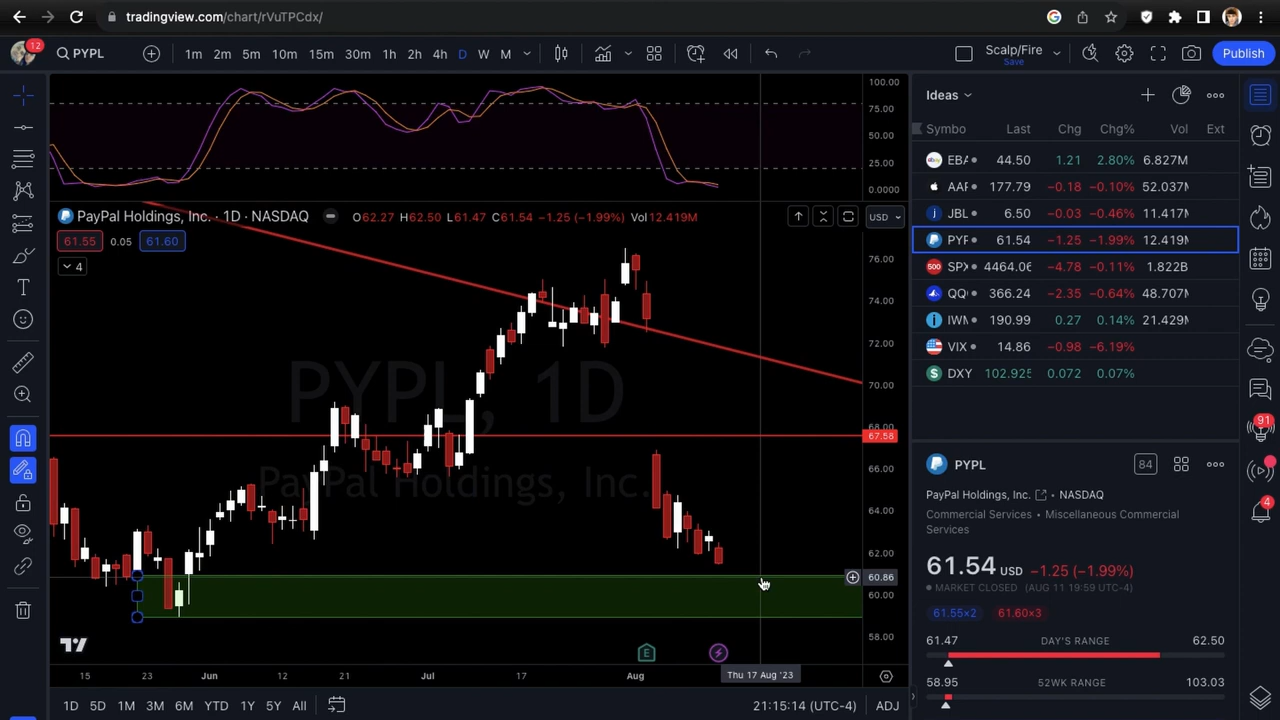 tradingview.com/chart/rVuTPCdx/
12
PYPL
1m 2m 5m 10m 15m 30m 1h 2h 4h D W M
Scalp/Fire
Save
Publish
100.00
75.00
50.00
25.00
0.0000
PayPal Holdings, Inc. · 1D · NASDAQ
O62.27 H62.50 L61.47 C61.54 −1.25 (−1.99%) Vol12.419M
USD
61.55 0.05 61.60
4
PYPL, 1D
PayPal Holdings, Inc.
76.00
74.00
72.00
70.00
68.00
67.58
66.00
64.00
62.00
60.86
60.00
58.00
E
15 23 Jun 12 21 Jul 17 Aug
Thu 17 Aug '23
1D 5D 1M 3M 6M YTD 1Y 5Y All
21:15:14 (UTC-4)
ADJ
Ideas
Symbo Last Chg Chg% Vol Ext
EBA 44.50 1.21 2.80% 6.827M
AAP 177.79 −0.18 −0.10% 52.037M
JBL 6.50 −0.03 −0.46% 11.417M
PYP 61.54 −1.25 −1.99% 12.419M
500 SPX 4464.06 −4.78 −0.11% 1.822B
QQQ 366.24 −2.35 −0.64% 48.707M
IWM 190.99 0.27 0.14% 21.429M
VIX 14.86 −0.98 −6.19%
DXY 102.925 0.072 0.07%
PYPL
84
PayPal Holdings, Inc. • NASDAQ
Commercial Services • Miscellaneous Commercial
Services
61.54 USD −1.25 (−1.99%)
MARKET CLOSED (AUG 11 19:59 UTC-4)
61.55×2 61.60×3
61.47 DAY'S RANGE 62.50
58.95 52WK RANGE 103.03
91
4